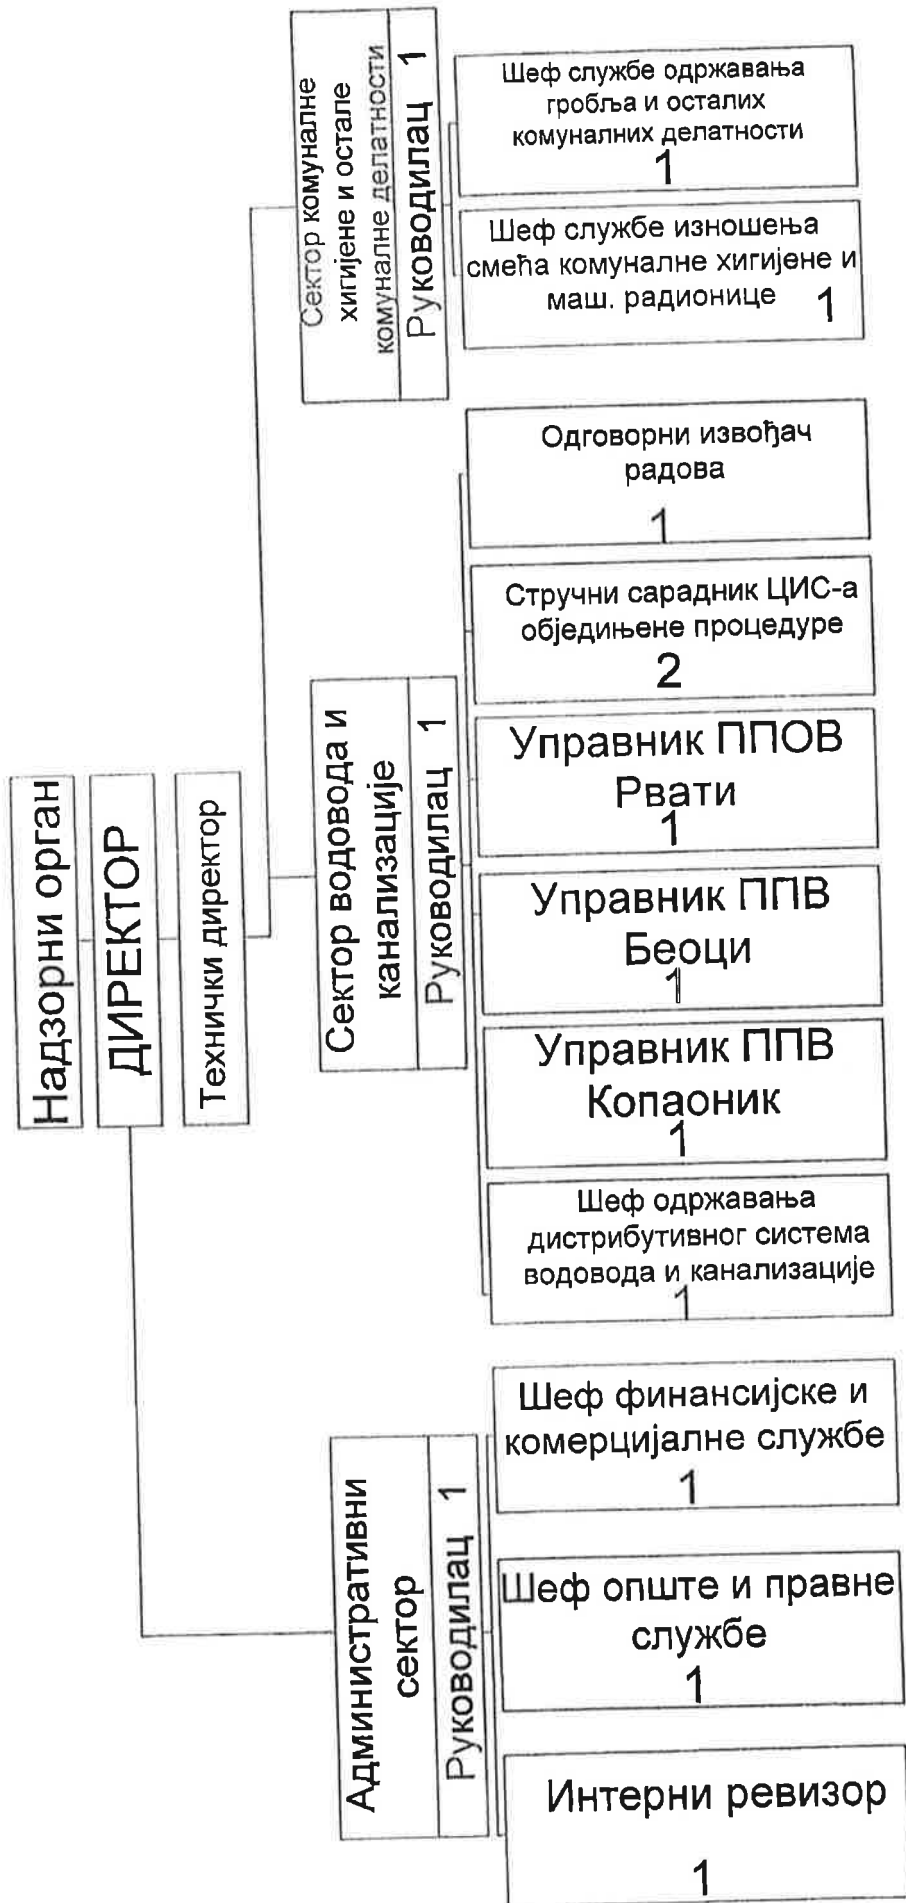 Надзорни орган
ДИРЕКТОР
Технички директор
Административни
сектор
Руководилац 1
Интерни ревизор
1
Шеф опште и правне
службе
1
Шеф финансијске и
комерцијалне службе
1
Сектор водовода и
канализације
Руководилац 1
Шеф одржавања
дистрибутивног система
водовода и канализације
1
Управник ППВ
Копаоник
1
Управник ППВ
Беоци
1
Управник ППОВ
Рвати
1
Стручни сарадник ЦИС-а
обједињене процедуре
2
Одговорни извођач
радова
1
Сектор комуналне
хигијене и остале
комуналне делатности
Руководилац 1
Шеф службе изношења
смећа комуналне хигијене и
маш. радионице 1
Шеф службе одржавања
гробља и осталих
комуналних делатности
1